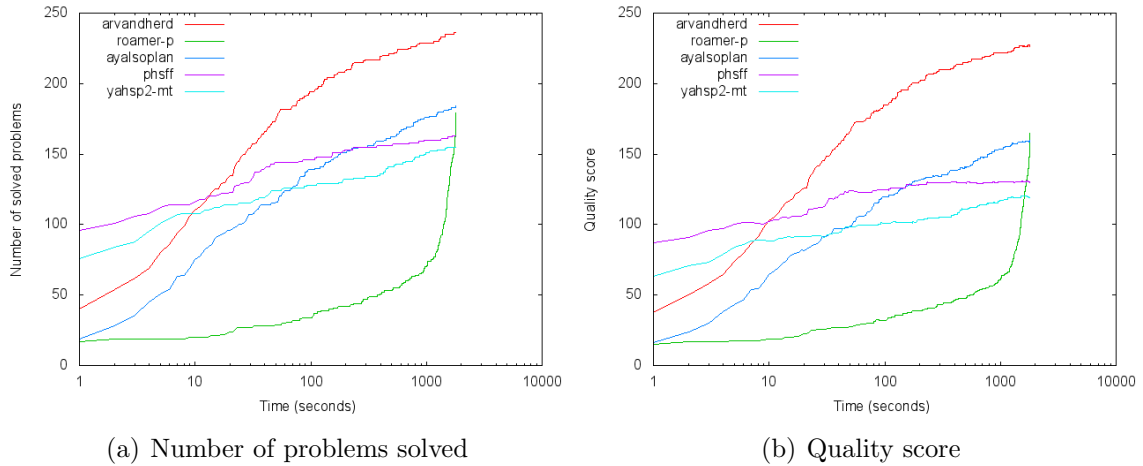 250
200
150
100
50
0
1
10
100
1000
10000
Number of solved problems
Time (seconds)
arvandherd
roamer-p
ayalsoplan
phsff
yahsp2-mt
(a) Number of problems solved
250
200
150
100
50
0
1
10
100
1000
10000
Quality score
Time (seconds)
arvandherd
roamer-p
ayalsoplan
phsff
yahsp2-mt
(b) Quality score